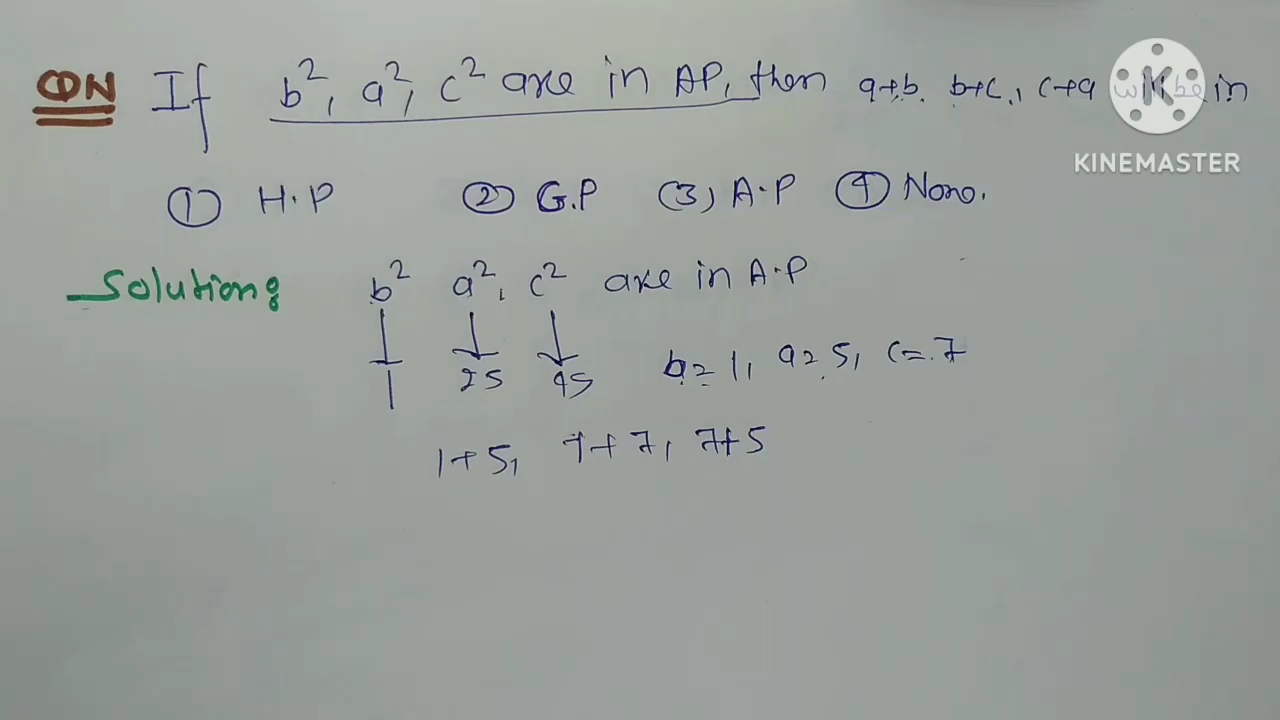 QN If b², a², c² are in AP, then a+b, b+c, c+a will be in
KINEMASTER
① H.P ② G.P (3) A.P ④ None.
Solution: b² a², c² are in A.P
1 25 49 b=1, a=5, c=7
1+5, 1+7, 7+5